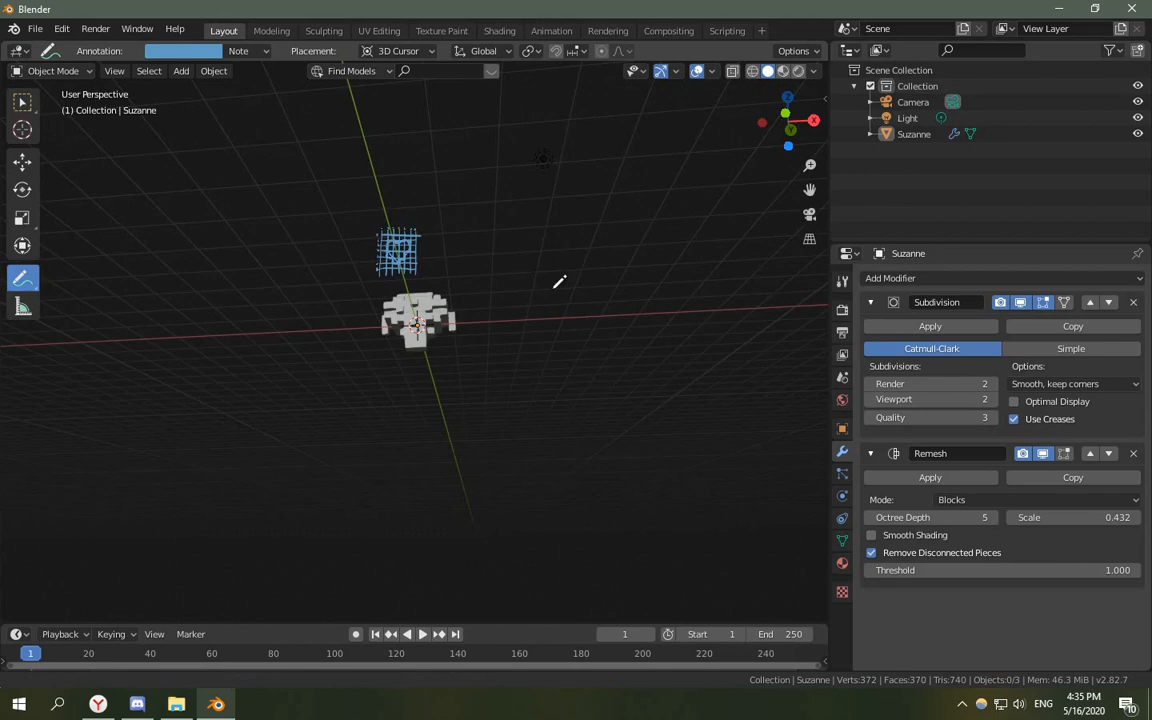 Blender
File Edit Render Window Help Layout Modeling Sculpting UV Editing Texture Paint Shading Animation Rendering Compositing Scripting + Scene View Layer
Annotation: Note Placement: 3D Cursor Global Options
Object Mode View Select Add Object Find Models
User Perspective
(1) Collection | Suzanne
Z
X
Y
Scene Collection
Collection
Camera
Light
Suzanne
Suzanne
Add Modifier
Subdivision
Apply Copy
Catmull-Clark Simple
Subdivisions: Options:
Render 2 Smooth, keep corners
Viewport 2 Optimal Display
Quality 3 Use Creases
Remesh
Apply Copy
Mode: Blocks
Octree Depth 5 Scale 0.432
Smooth Shading
Remove Disconnected Pieces
Threshold 1.000
Playback Keying View Marker 1 Start 1 End 250
1 20 40 60 80 100 120 140 160 180 200 220 240
Collection | Suzanne | Verts:372 | Faces:370 | Tris:740 | Objects:0/3 | Mem: 46.3 MiB | v2.82.7
4:35 PM
ENG
5/16/2020
10